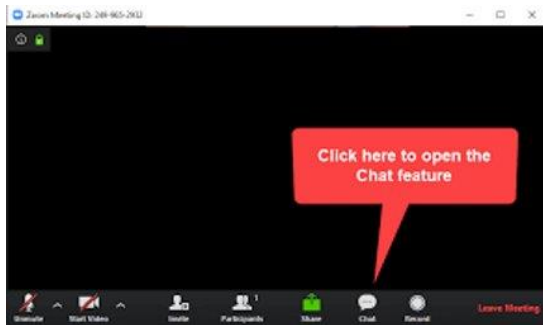 Zoom Meeting ID: 249-965-2932
Click here to open the
Chat feature
1
Unmute Start Video Invite Participants Share Chat Record Leave Meeting